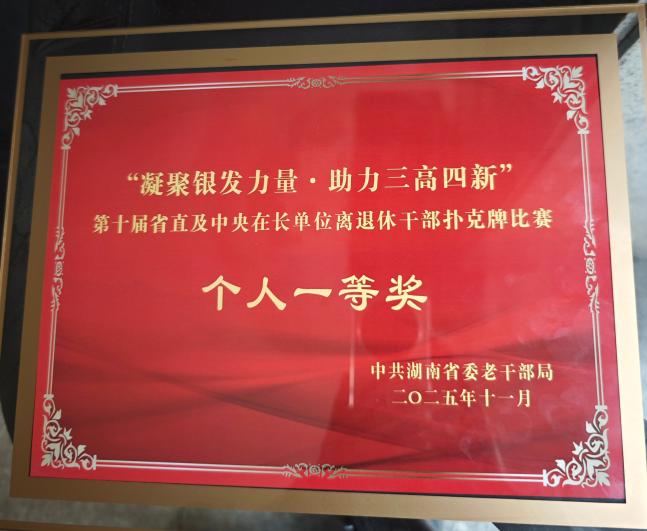 “凝聚银发力量·助力三高四新”
第十届省直及中央在长单位离退休干部扑克牌比赛
个人一等奖
中共湖南省委老干部局
二〇二五年十一月